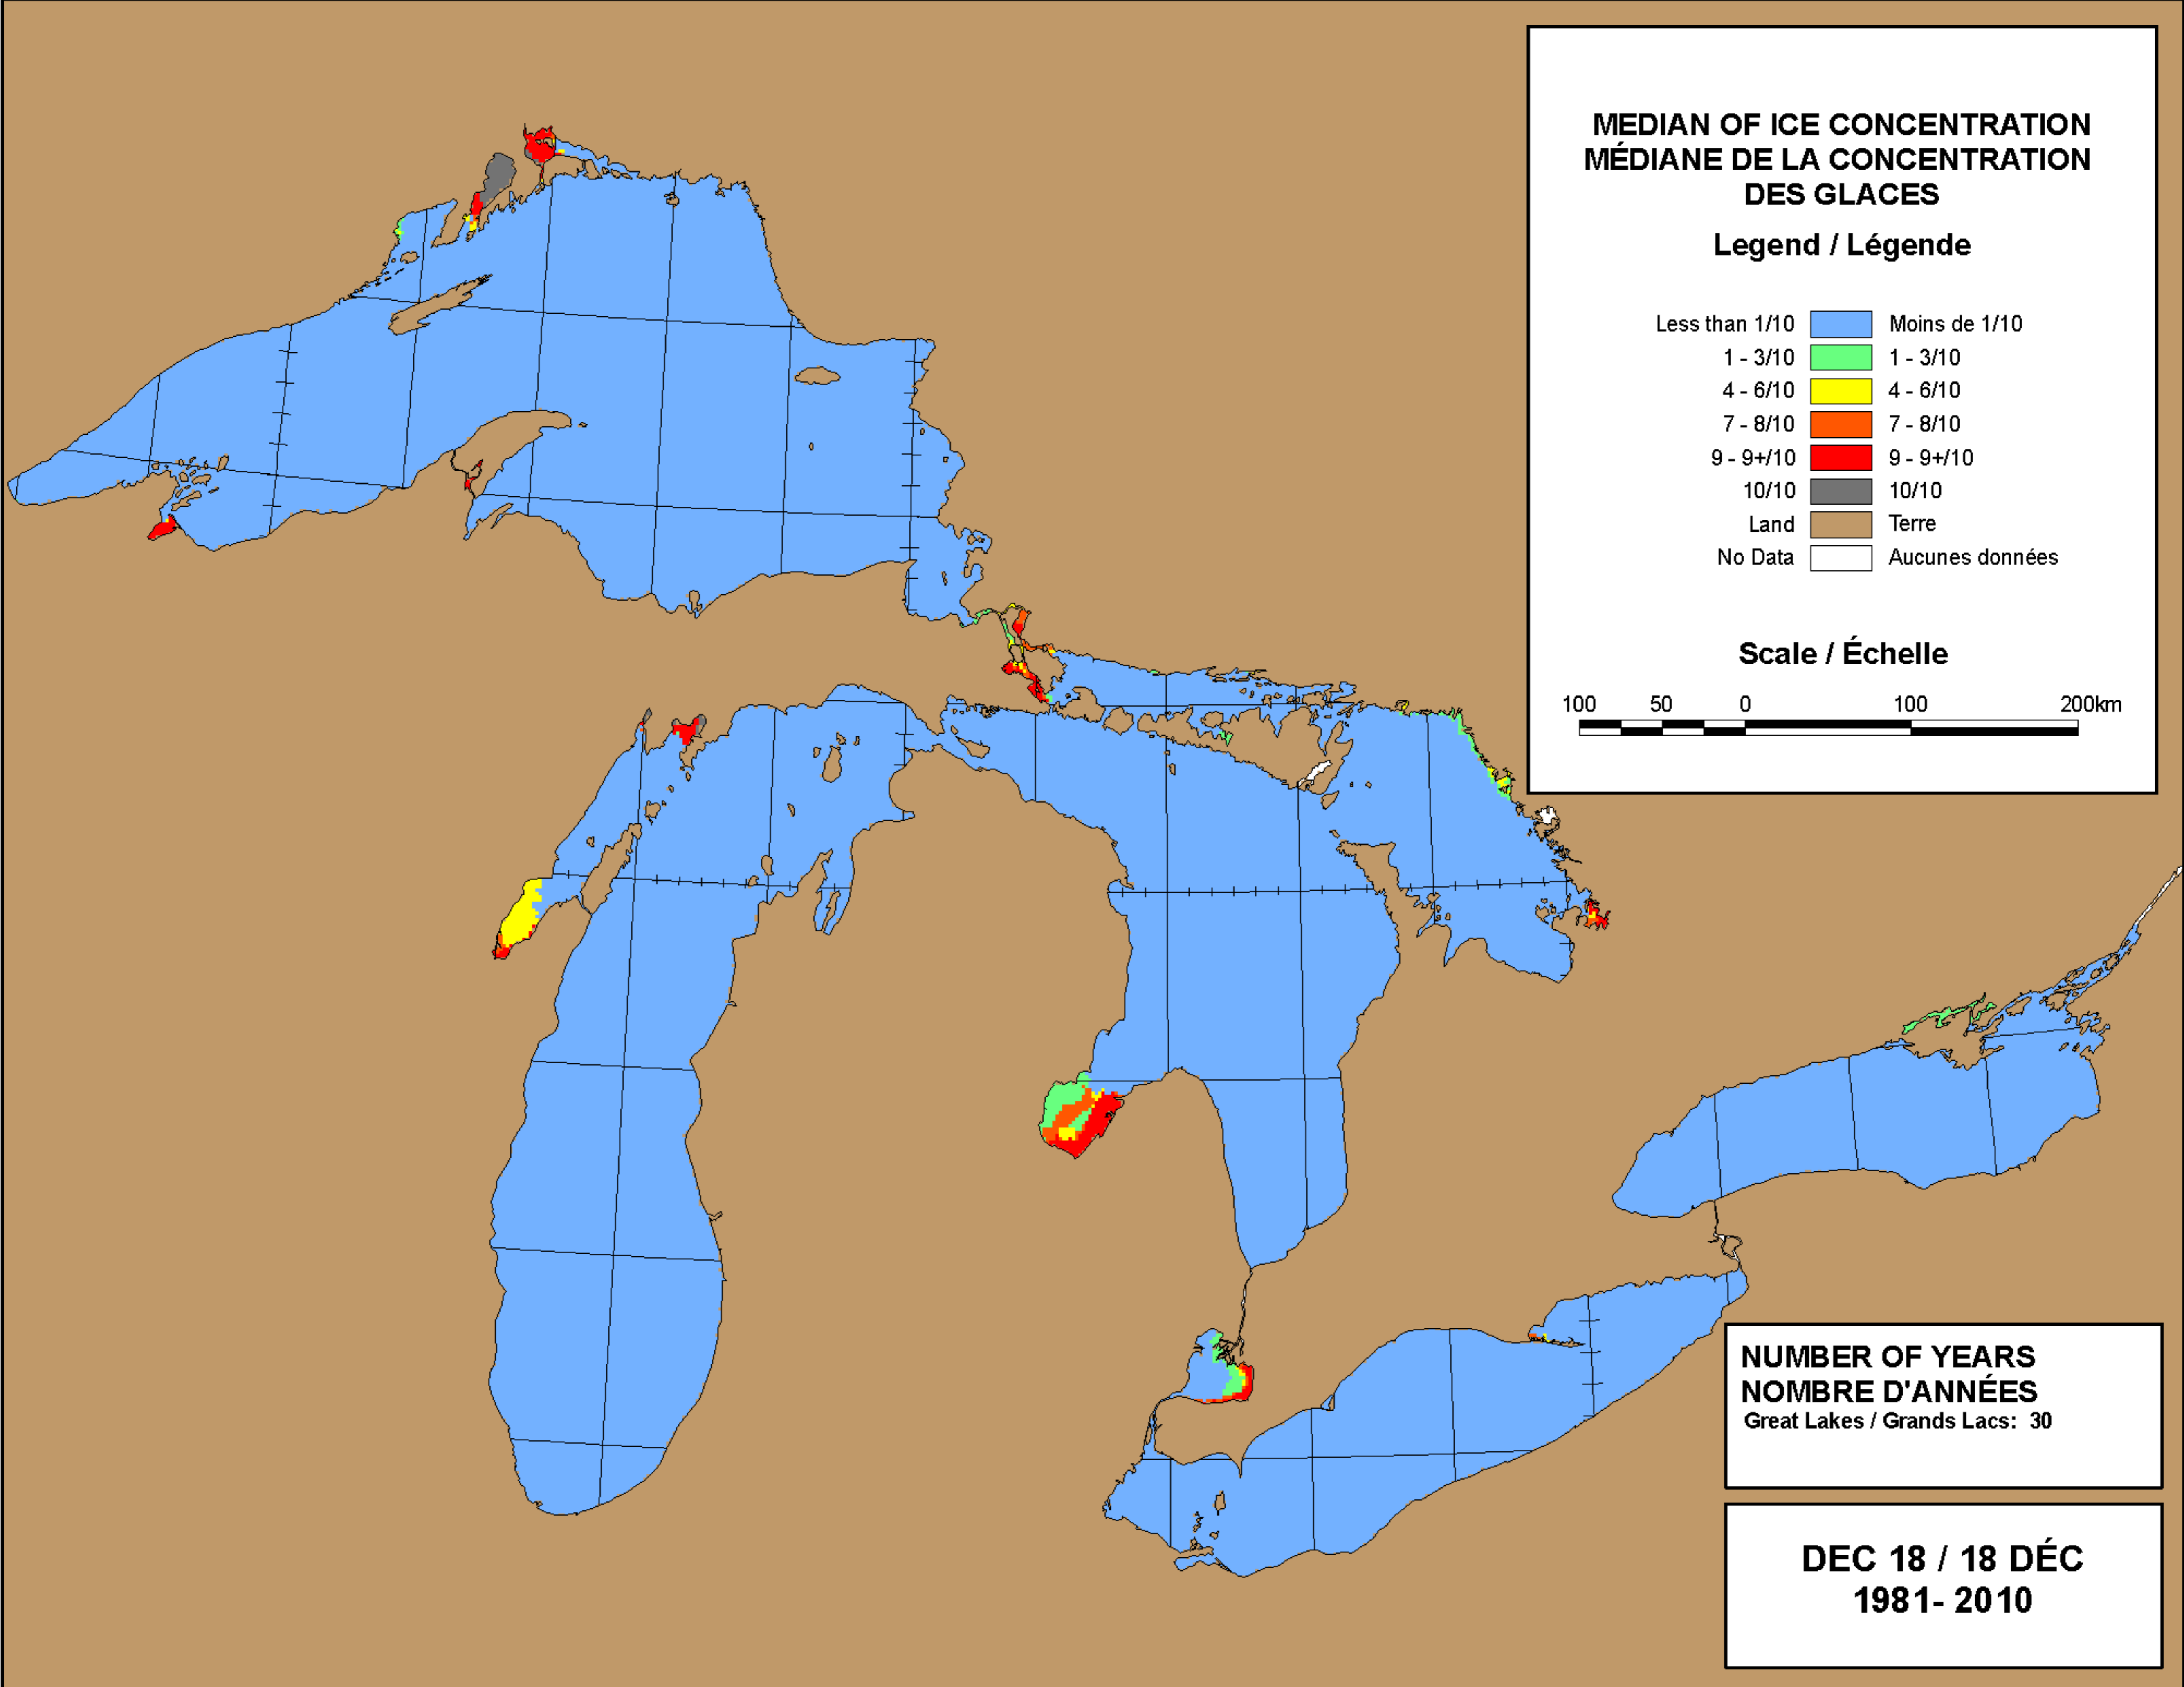 MEDIAN OF ICE CONCENTRATION
MÉDIANE DE LA CONCENTRATION
DES GLACES
Legend / Légende
Less than 1/10 Moins de 1/10
1 - 3/10 1 - 3/10
4 - 6/10 4 - 6/10
7 - 8/10 7 - 8/10
9 - 9+/10 9 - 9+/10
10/10 10/10
Land Terre
No Data Aucunes données
Scale / Échelle
100 50 0 100 200km
NUMBER OF YEARS
NOMBRE D'ANNÉES
Great Lakes / Grands Lacs: 30
DEC 18 / 18 DÉC
1981- 2010